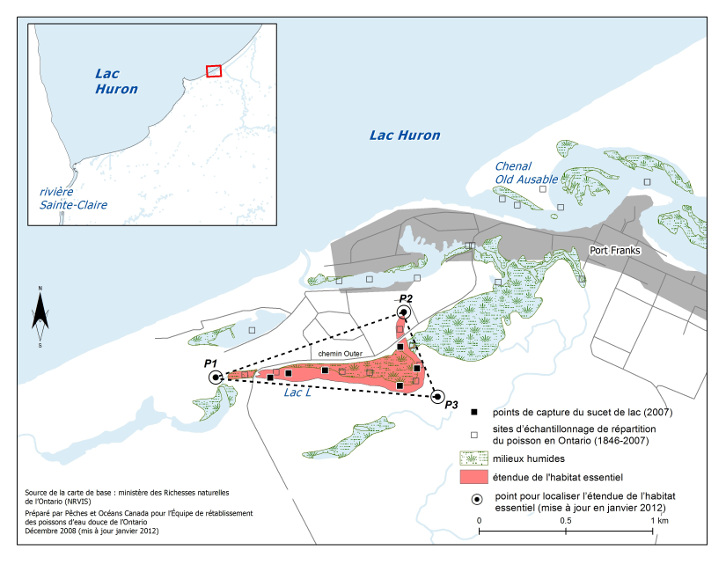 Lac
Huron
rivière
Sainte-Claire
Lac Huron
Chenal
Old Ausable
Port Franks
N
S
P2
chemin Outer
P1
Lac L
P3
points de capture du sucet de lac (2007)
sites d'échantillonnage de répartition
du poisson en Ontario (1846-2007)
milieux humides
étendue de l'habitat essentiel
point pour localiser l'étendue de l'habitat
essentiel (mise à jour en janvier 2012)
0 0.5 1 km
Source de la carte de base : ministère des Richesses naturelles
de l'Ontario (NRVIS)
Préparé par Pêches et Océans Canada pour l'Équipe de rétablissement
des poissons d'eau douce de l'Ontario
Décembre 2008 (mis à jour janvier 2012)